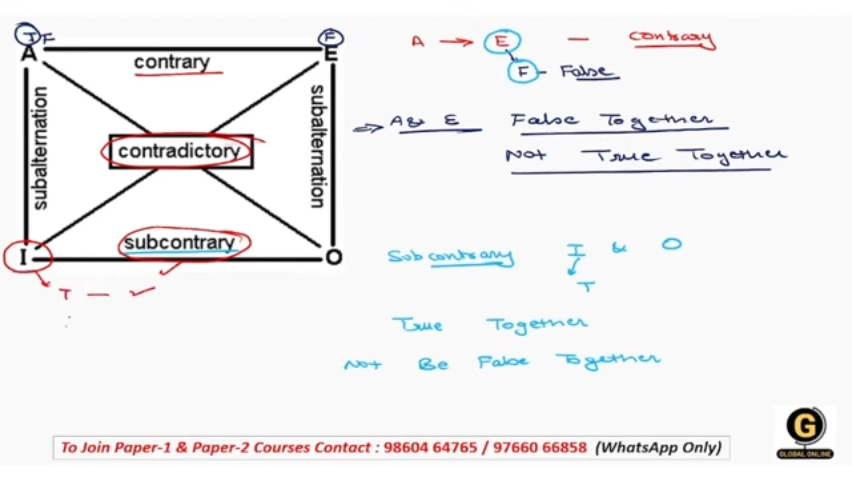 T F
F
A
E
contrary
subalternation
subalternation
contradictory
subcontrary
I
O
T — ✓
A → E — contrary
F - False
⇒ A & E False Together
Not True Together
Subcontrary I & O
T
True Together
Not Be False Together
G
GLOBAL ONLINE
To Join Paper-1 & Paper-2 Courses Contact : 98604 64765 / 97660 66858 (WhatsApp Only)